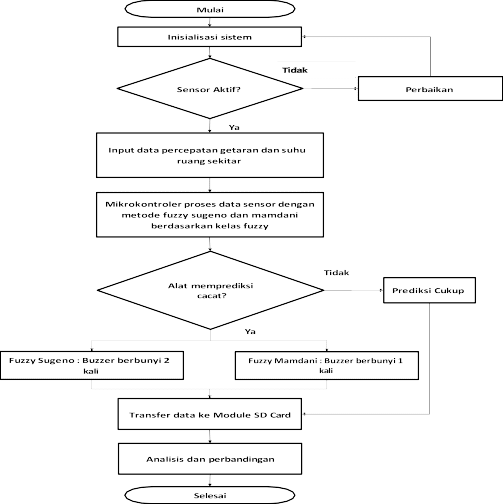 Mulai
Inisialisasi sistem
Tidak
Sensor Aktif?
Perbaikan
Ya
Input data percepatan getaran dan suhu
ruang sekitar
Mikrokontroler proses data sensor dengan
metode fuzzy sugeno dan mamdani
berdasarkan kelas fuzzy
Tidak
Alat memprediksi
cacat?
Prediksi Cukup
Ya
Fuzzy Sugeno : Buzzer berbunyi 2
kali
Fuzzy Mamdani : Buzzer berbunyi 1
kali
Transfer data ke Module SD Card
Analisis dan perbandingan
Selesai